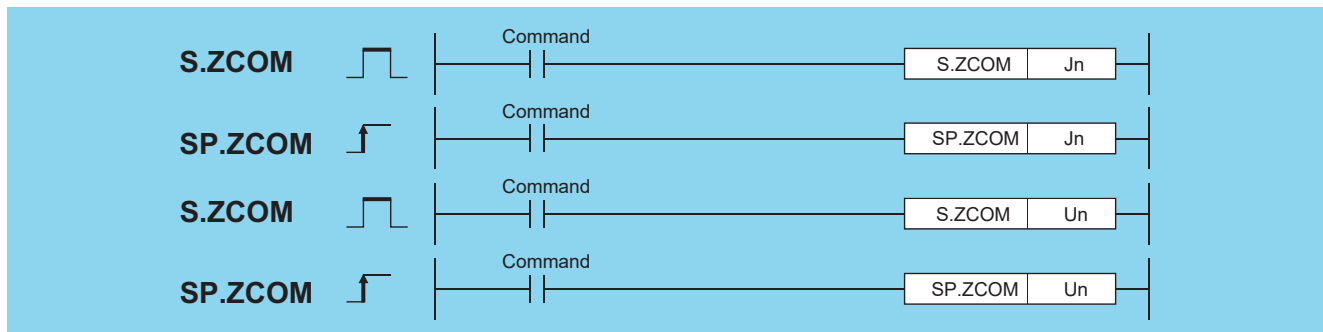 Command
S.ZCOM S.ZCOM Jn
Command
SP.ZCOM SP.ZCOM Jn
Command
S.ZCOM S.ZCOM Un
Command
SP.ZCOM SP.ZCOM Un